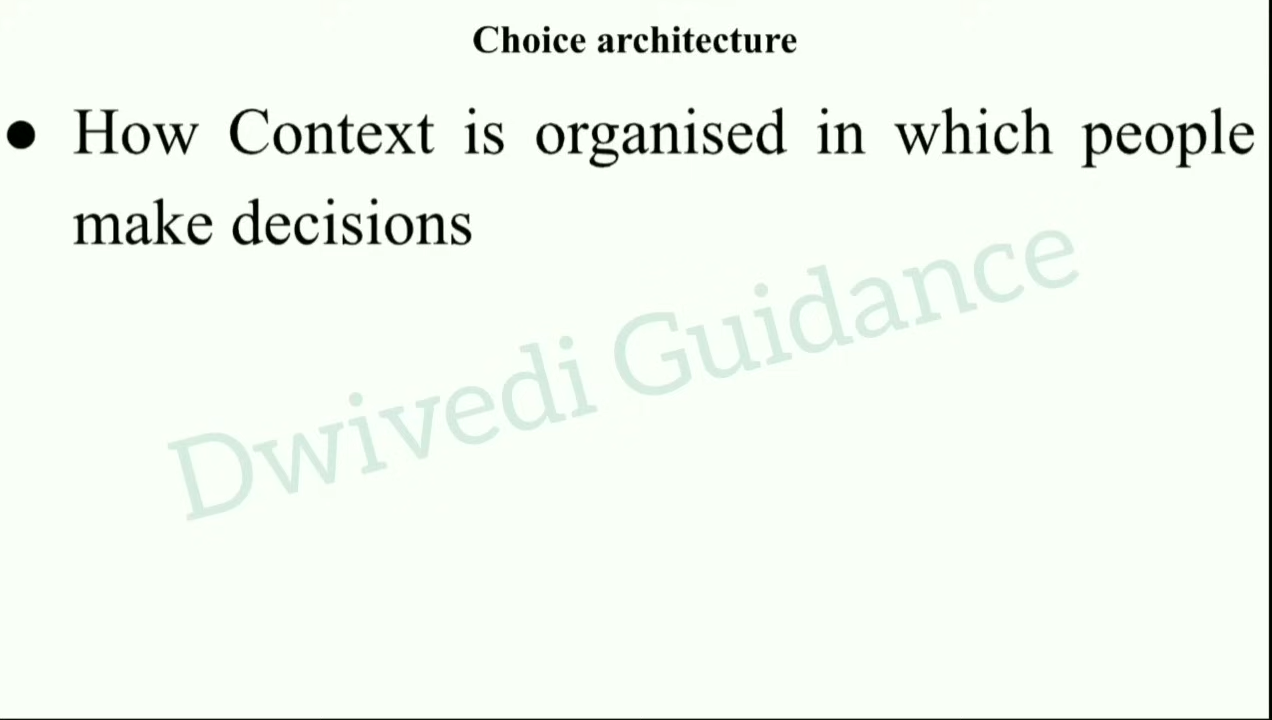 Choice architecture
● How Context is organised in which people
make decisions
Dwivedi Guidance